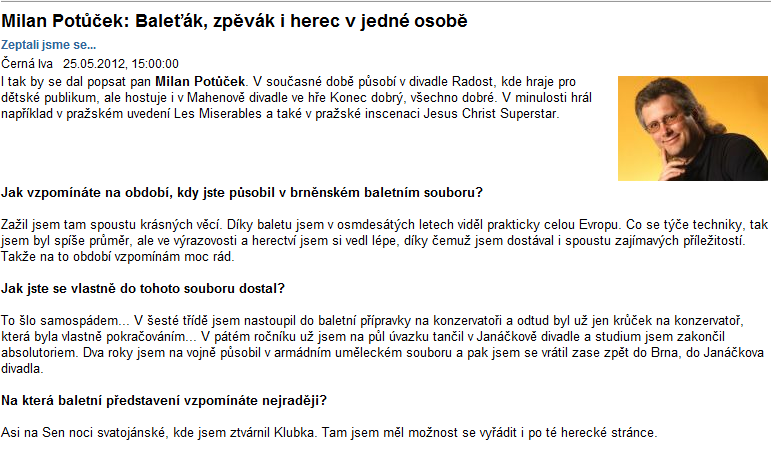 Milan Potůček: Baleťák, zpěvák i herec v jedné osobě
Zeptali jsme se...
Černá Iva 25.05.2012, 15:00:00
I tak by se dal popsat pan Milan Potůček. V současné době působí v divadle Radost, kde hraje pro
dětské publikum, ale hostuje i v Mahenově divadle ve hře Konec dobrý, všechno dobré. V minulosti hrál
například v pražském uvedení Les Miserables a také v pražské inscenaci Jesus Christ Superstar.
Jak vzpomínáte na období, kdy jste působil v brněnském baletním souboru?
Zažil jsem tam spoustu krásných věcí. Díky baletu jsem v osmdesátých letech viděl prakticky celou Evropu. Co se týče techniky, tak
jsem byl spíše průměr, ale ve výrazovosti a herectví jsem si vedl lépe, díky čemuž jsem dostával i spoustu zajímavých příležitostí.
Takže na to období vzpomínám moc rád.
Jak jste se vlastně do tohoto souboru dostal?
To šlo samospádem... V šesté třídě jsem nastoupil do baletní přípravky na konzervatoři a odtud byl už jen krůček na konzervatoř,
která byla vlastně pokračováním... V pátém ročníku už jsem na půl úvazku tančil v Janáčkově divadle a studium jsem zakončil
absolutoriem. Dva roky jsem na vojně působil v armádním uměleckém souboru a pak jsem se vrátil zase zpět do Brna, do Janáčkova
divadla.
Na která baletní představení vzpomínáte nejraději?
Asi na Sen noci svatojánské, kde jsem ztvárnil Klubka. Tam jsem měl možnost se vyřádit i po té herecké stránce.